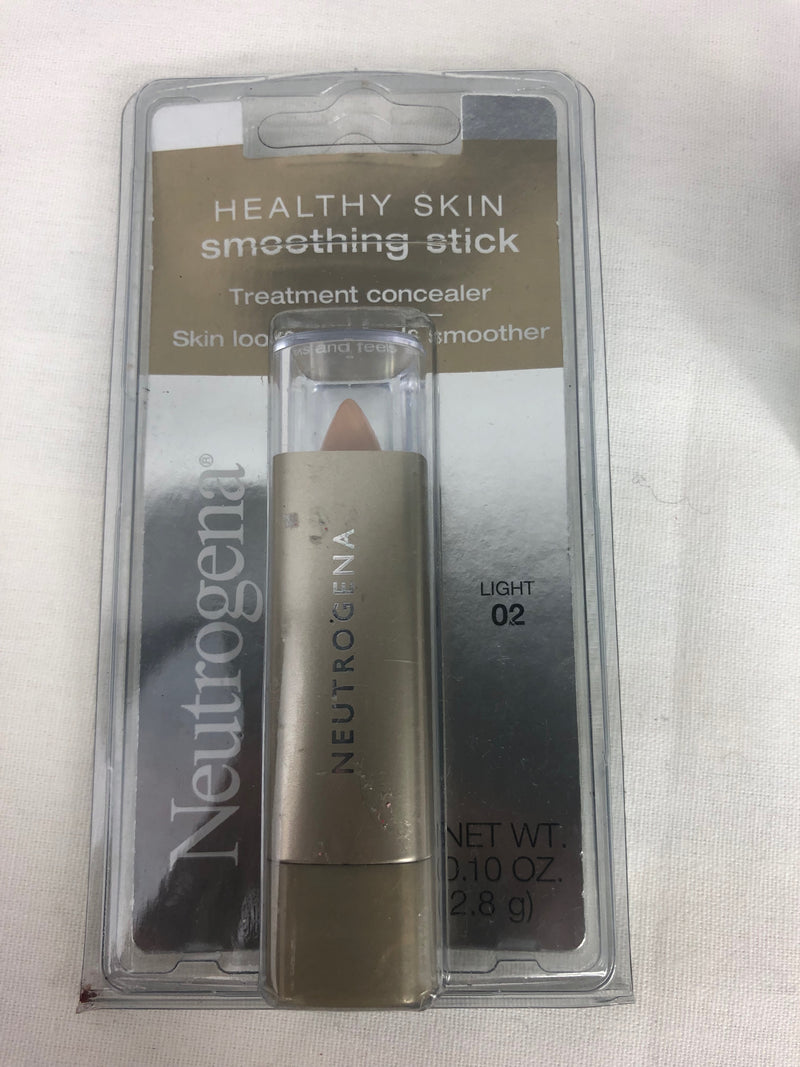 HEALTHY SKIN
smoothing stick
Treatment concealer
Skin looks and feels smoother
Neutrogena®
NEUTROGENA
LIGHT
02
NET WT.
0.10 OZ.
(2.8 g)